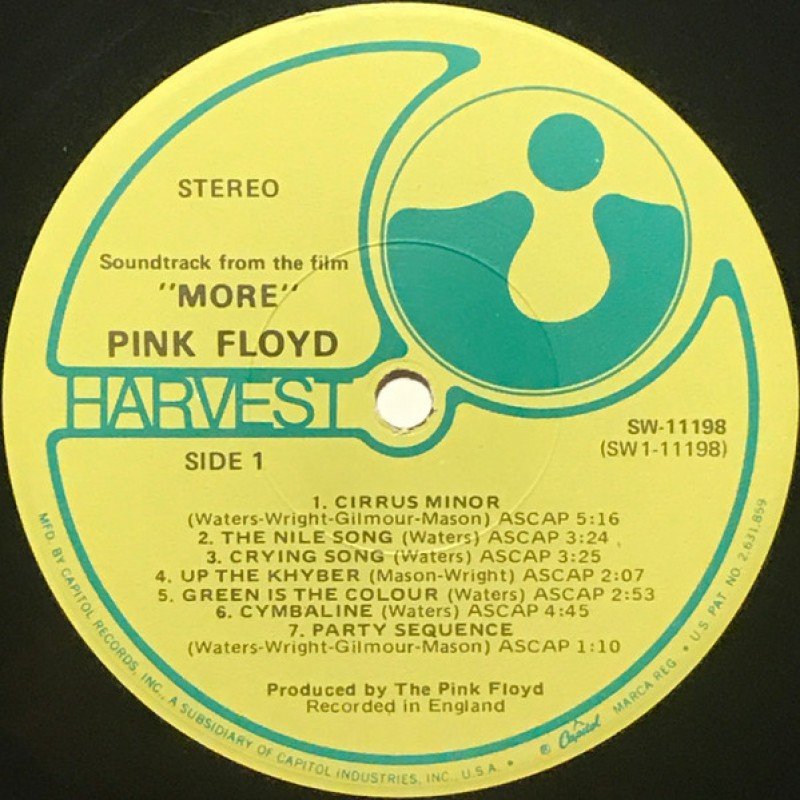 STEREO
Soundtrack from the film
"MORE"
PINK FLOYD
HARVEST
SIDE 1
SW-11198
(SW1-11198)
1. CIRRUS MINOR
(Waters-Wright-Gilmour-Mason) ASCAP 5:16
2. THE NILE SONG (Waters) ASCAP 3:24
3. CRYING SONG (Waters) ASCAP 3:25
4. UP THE KHYBER (Mason-Wright) ASCAP 2:07
5. GREEN IS THE COLOUR (Waters) ASCAP 2:53
6. CYMBALINE (Waters) ASCAP 4:45
7. PARTY SEQUENCE
(Waters-Wright-Gilmour-Mason) ASCAP 1:10
Produced by The Pink Floyd
Recorded in England
MFD. BY CAPITOL RECORDS, INC., A SUBSIDIARY OF CAPITOL INDUSTRIES, INC., U.S.A. • ® Capitol MARCA REG. • U.S. PAT. NO. 2,631,859